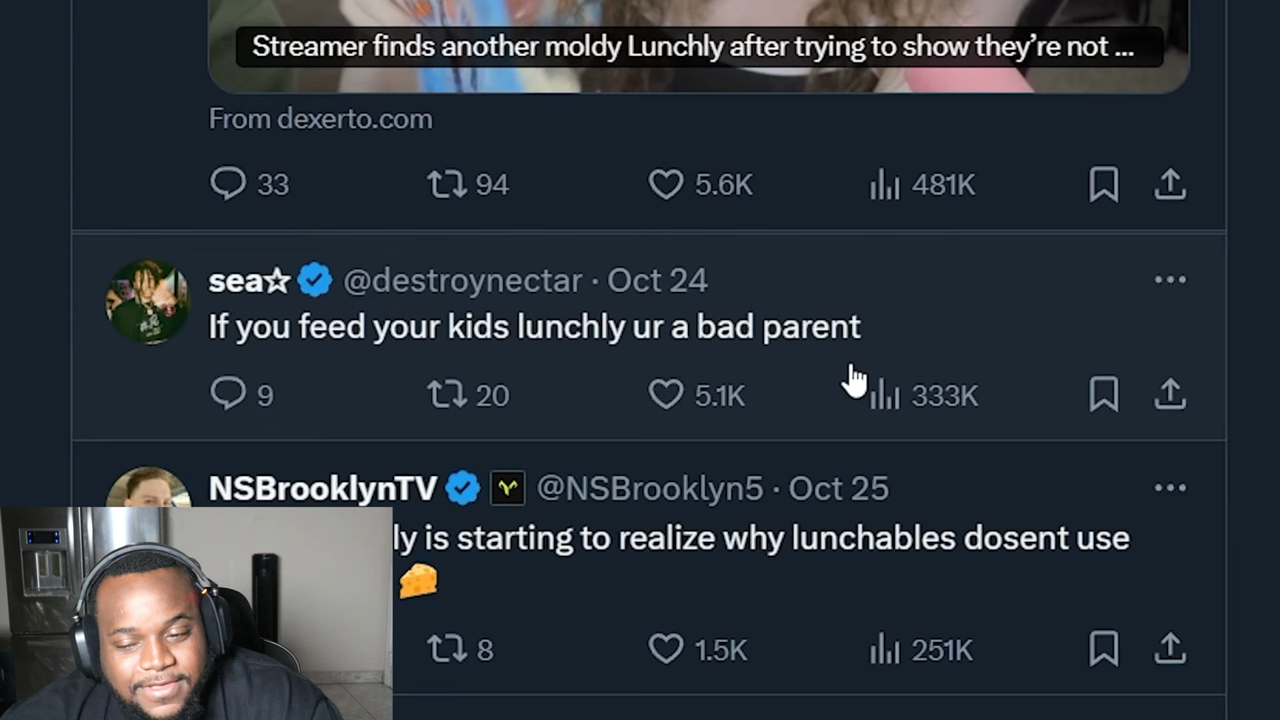 Streamer finds another moldy Lunchly after trying to show they're not ...
From dexerto.com
33 94 5.6K 481K
sea☆ @destroynectar · Oct 24
If you feed your kids lunchly ur a bad parent
9 20 5.1K 333K
NSBrooklynTV @NSBrooklyn5 · Oct 25
ly is starting to realize why lunchables dosent use
🧀
8 1.5K 251K